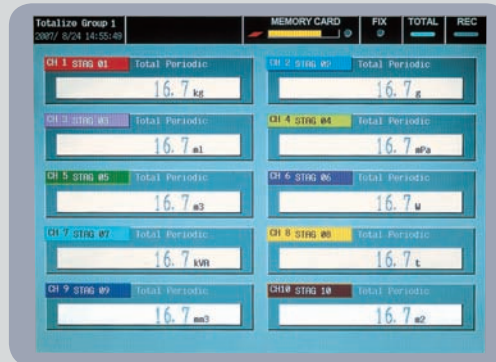 Totalize Group 1 MEMORY CARD FIX TOTAL REC
2007/ 8/24 14:55:49
CH 1 STAG 01 Total Periodic
16.7 kg
CH 2 STAG 02 Total Periodic
16.7 g
CH 3 STAG 03 Total Periodic
16.7 ml
CH 4 STAG 04 Total Periodic
16.7 mPa
CH 5 STAG 05 Total Periodic
16.7 m3
CH 6 STAG 06 Total Periodic
16.7 W
CH 7 STAG 07 Total Periodic
16.7 kVA
CH 8 STAG 08 Total Periodic
16.7 t
CH 9 STAG 09 Total Periodic
16.7 mm3
CH10 STAG 10 Total Periodic
16.7 m2